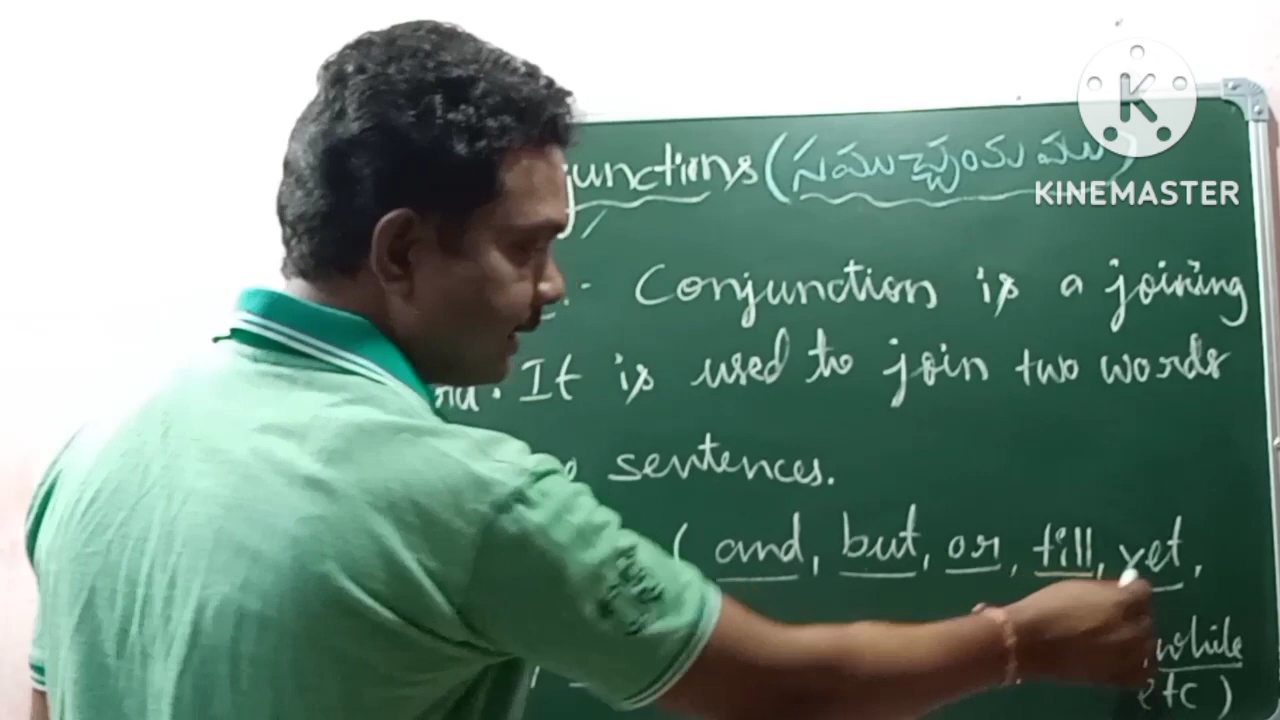 junctions (సముచ్ఛయము)
KINEMASTER
Conjunction is a joining
It is used to join two words
sentences.
(and, but, or, till, yet,
while
etc)